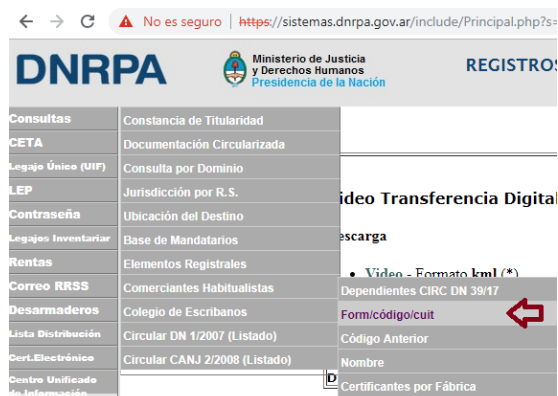 No es seguro | https://sistemas.dnrpa.gov.ar/include/Principal.php?s=
DNRPA
Ministerio de Justicia
y Derechos Humanos
Presidencia de la Nación
REGISTROS
Consultas
CETA
Legajo Único (UIF)
LEP
Contraseña
Legajos Inventariar
Rentas
Correo RRSS
Desarmaderos
Lista Distribución
Cert.Electrónico
Centro Unificado
de Información
Constancia de Titularidad
Documentación Circularizada
Consulta por Dominio
Jurisdicción por R.S.
Ubicación del Destino
Base de Mandatarios
Elementos Registrales
Comerciantes Habitualistas
Colegio de Escribanos
Circular DN 1/2007 (Listado)
Circular CANJ 2/2008 (Listado)
ideo Transferencia Digital
escarga
Video - Formato kml (*)
Dependientes CIRC DN 39/17
Form/código/cuit
Código Anterior
Nombre
Certificantes por Fábrica
D